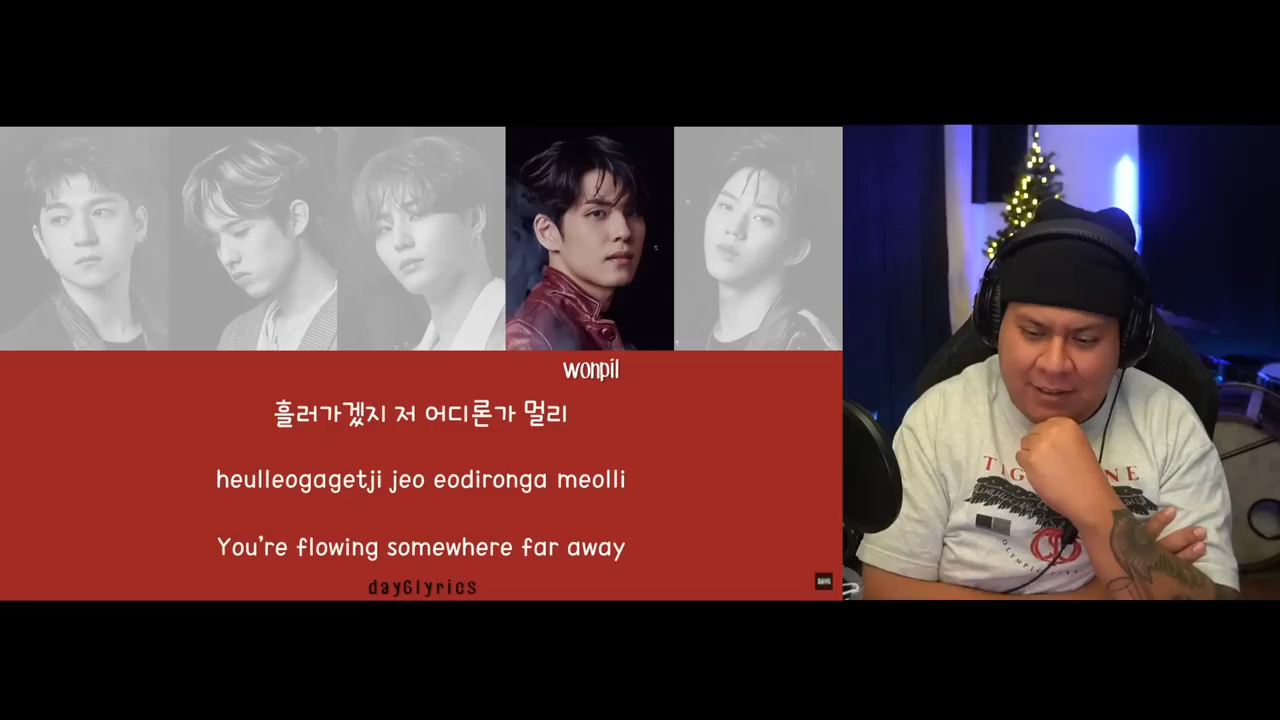 wonpil
흘러가겠지 저 어디론가 멀리
heulleogagetji jeo eodironga meolli
You're flowing somewhere far away
day6lyrics